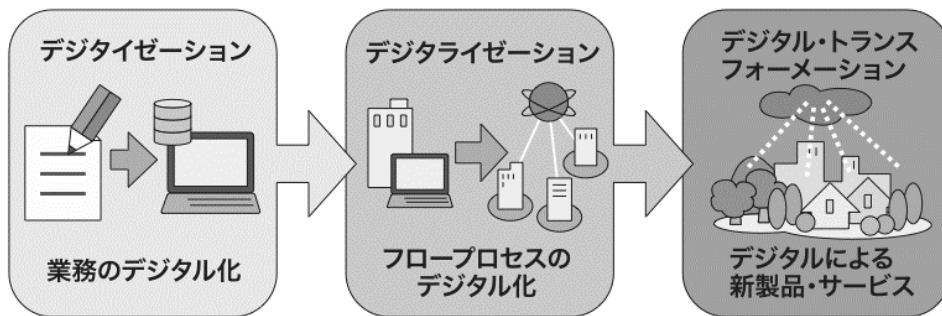 デジタイゼーション
業務のデジタル化
デジタライゼーション
フロープロセスの
デジタル化
デジタル・トランス
フォーメーション
デジタルによる
新製品・サービス